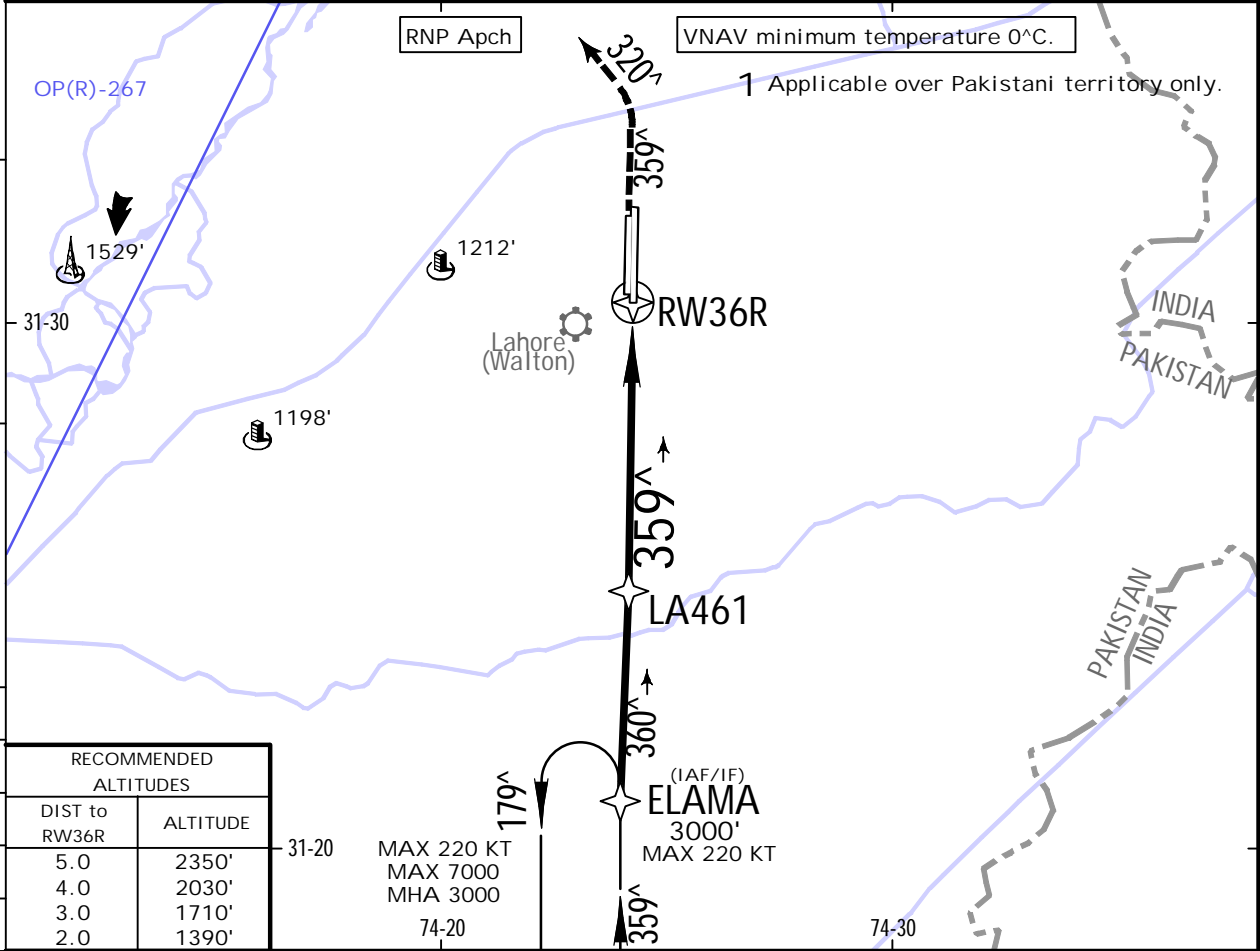 RNP Apch
VNAV minimum temperature 0^C.
1 Applicable over Pakistani territory only.
OP(R)-267
320^
359^
1529'
1212'
RW36R
31-30
Lahore
(Walton)
INDIA
PAKISTAN
1198'
359^
LA461
PAKISTAN
INDIA
360^
(IAF/IF)
ELAMA
3000'
MAX 220 KT
179^
MAX 220 KT
MAX 7000
MHA 3000
359^
31-20
74-20
74-30
RECOMMENDED
ALTITUDES
DIST to
RW36R
ALTITUDE
5.0 2350'
4.0 2030'
3.0 1710'
2.0 1390'